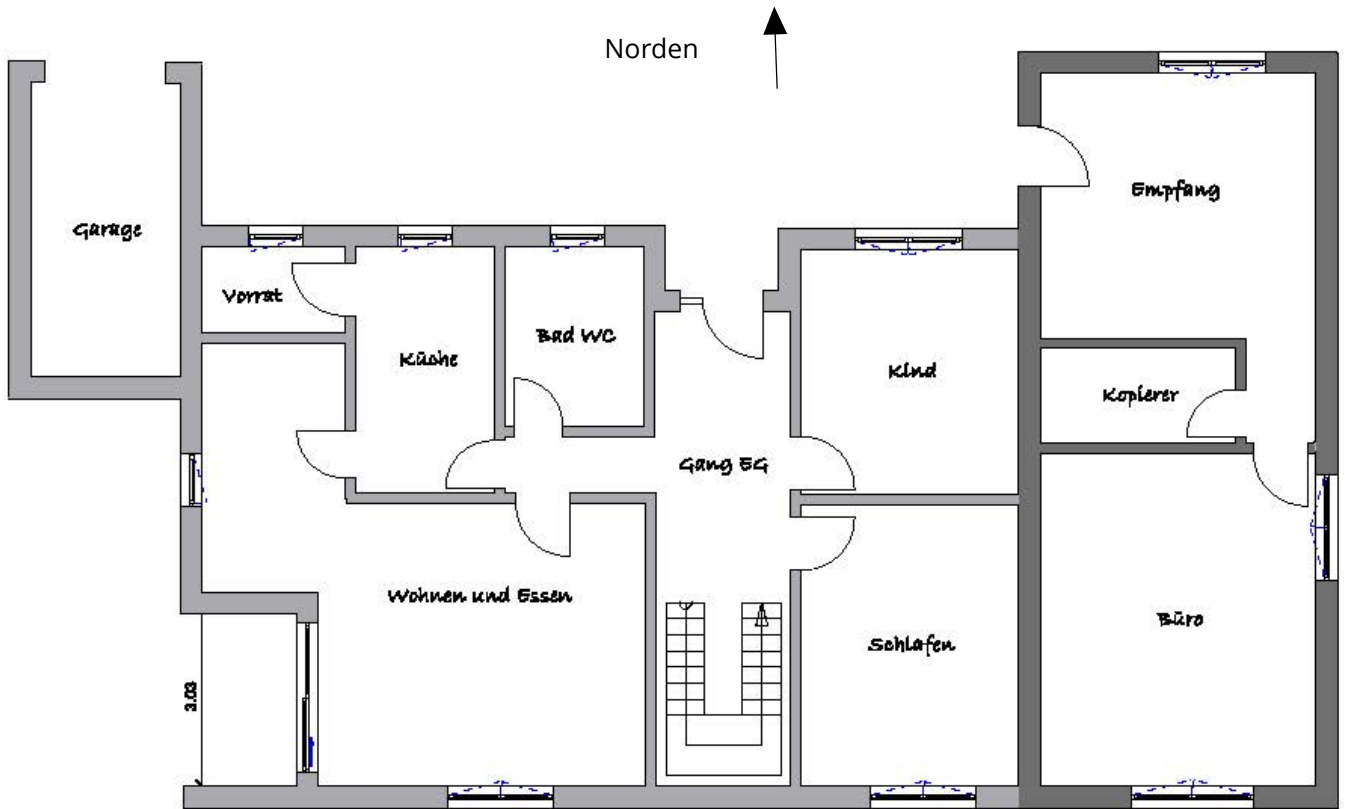 Norden
Empfang
Garage
Vorrat
Bad WC
Küche
Kind
Kopierer
Gang EG
Wohnen und Essen
Büro
Schlafen
3.03